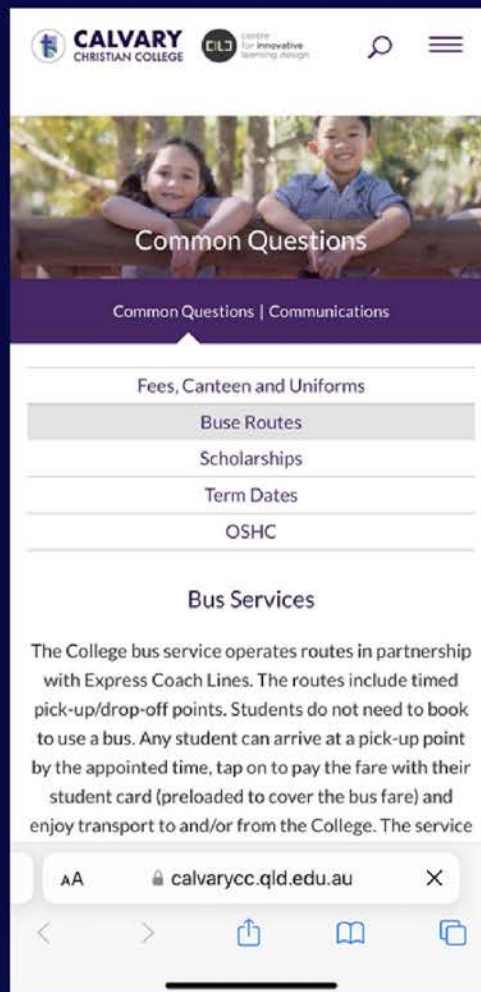 CALVARY
CHRISTIAN COLLEGE
CILD
centre
for innovative
learning design
Common Questions
Common Questions | Communications
Fees, Canteen and Uniforms
Buse Routes
Scholarships
Term Dates
OSHC
Bus Services
The College bus service operates routes in partnership
with Express Coach Lines. The routes include timed
pick-up/drop-off points. Students do not need to book
to use a bus. Any student can arrive at a pick-up point
by the appointed time, tap on to pay the fare with their
student card (preloaded to cover the bus fare) and
enjoy transport to and/or from the College. The service
AA
calvarycc.qld.edu.au